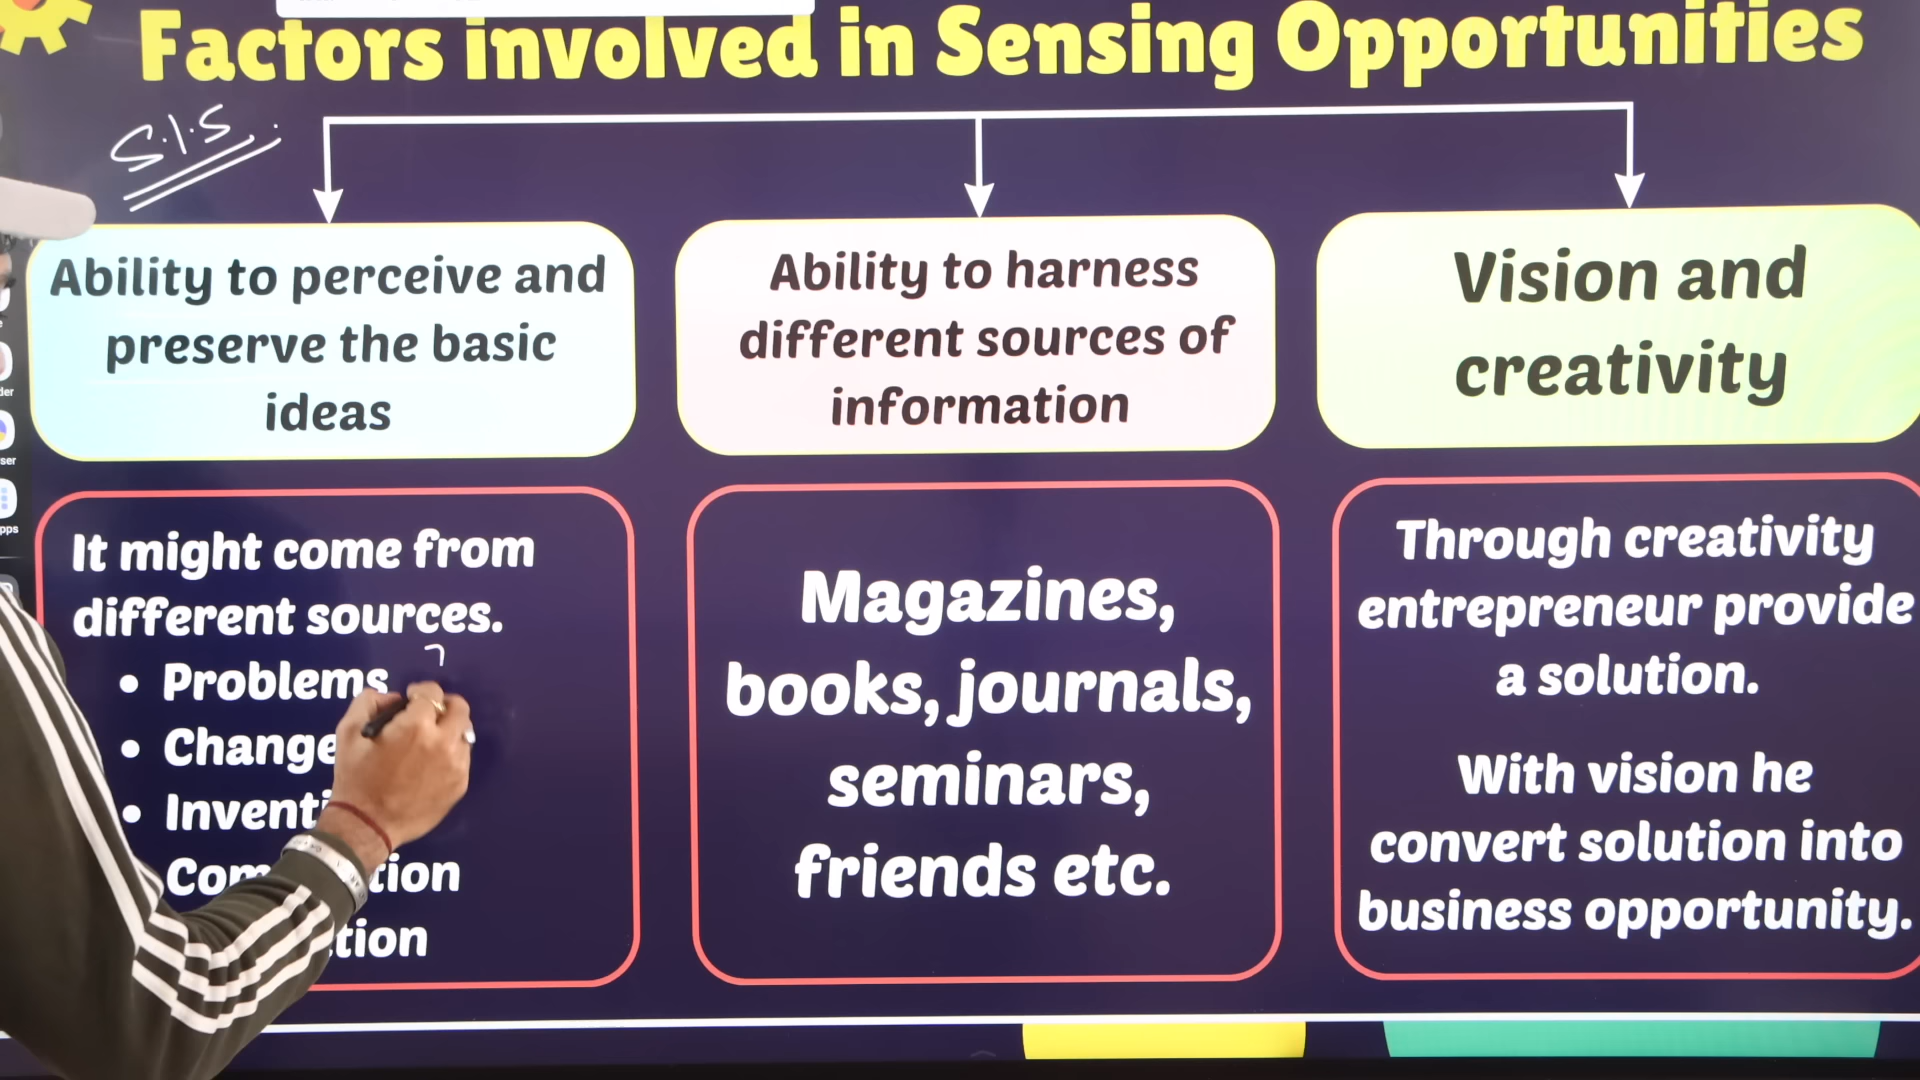 Factors involved in Sensing Opportunities
S.I.S
Ability to perceive and
preserve the basic
ideas
Ability to harness
different sources of
information
Vision and
creativity
It might come from
different sources.
• Problems
• Change
Magazines,
books, journals,
seminars,
friends etc.
Through creativity
entrepreneur provide
a solution.
With vision he
convert solution into
business opportunity.